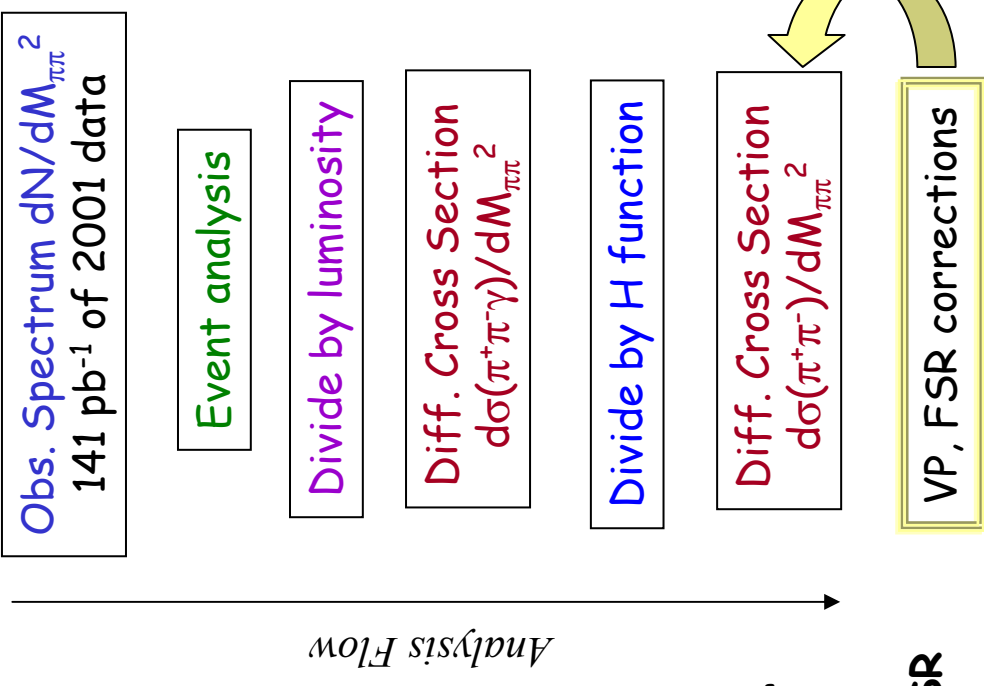 Obs. Spectrum dN/dMππ²
141 pb⁻¹ of 2001 data
Event analysis
Divide by luminosity
Diff. Cross Section
dσ(π⁺π⁻γ)/dMππ²
Divide by H function
Diff. Cross Section
dσ(π⁺π⁻)/dMππ²
VP, FSR corrections
Analysis Flow
SR